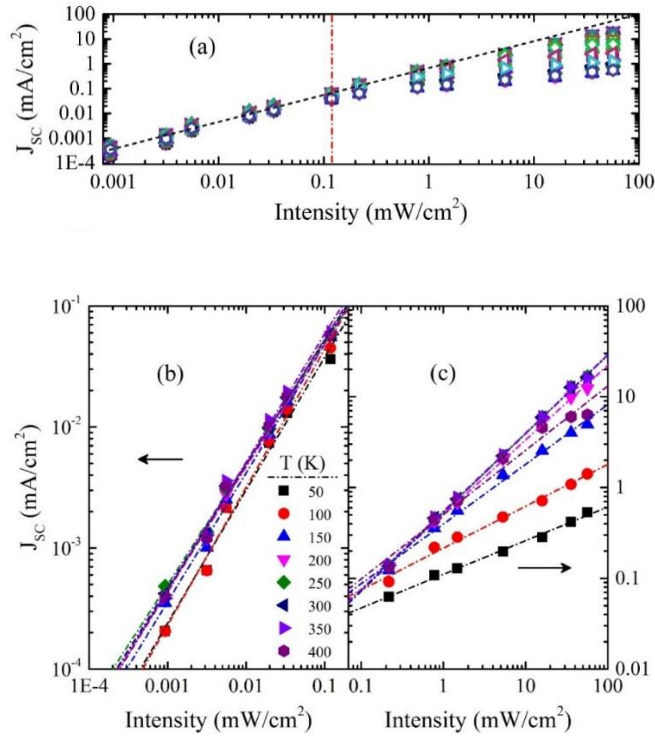 100
10
1
0.1
0.01
0.001
1E-4
J_SC (mA/cm²)
(a)
0.001 0.01 0.1 1 10 100
Intensity (mW/cm²)
10⁻¹
10⁻²
10⁻³
10⁻⁴
J_SC (mA/cm²)
(b)
T (K)
50
100
150
200
250
300
350
400
1E-4 0.001 0.01 0.1
Intensity (mW/cm²)
(c)
100
10
1
0.1
0.01
0.1 1 10 100
Intensity (mW/cm²)